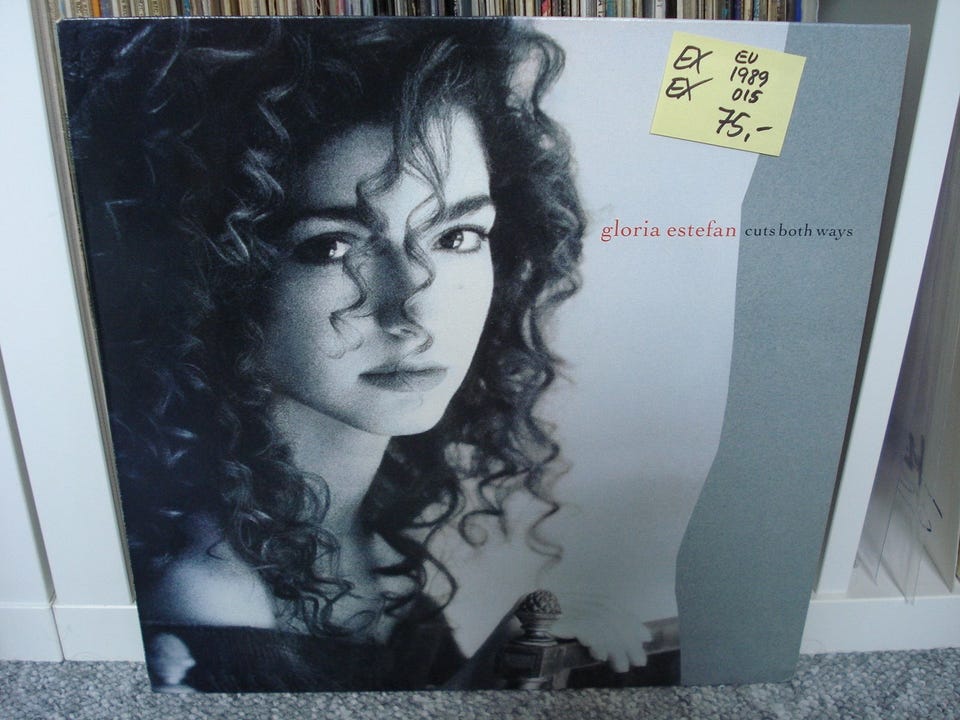 EX EU
EX 1989
015
75,-
gloria estefan cuts both ways